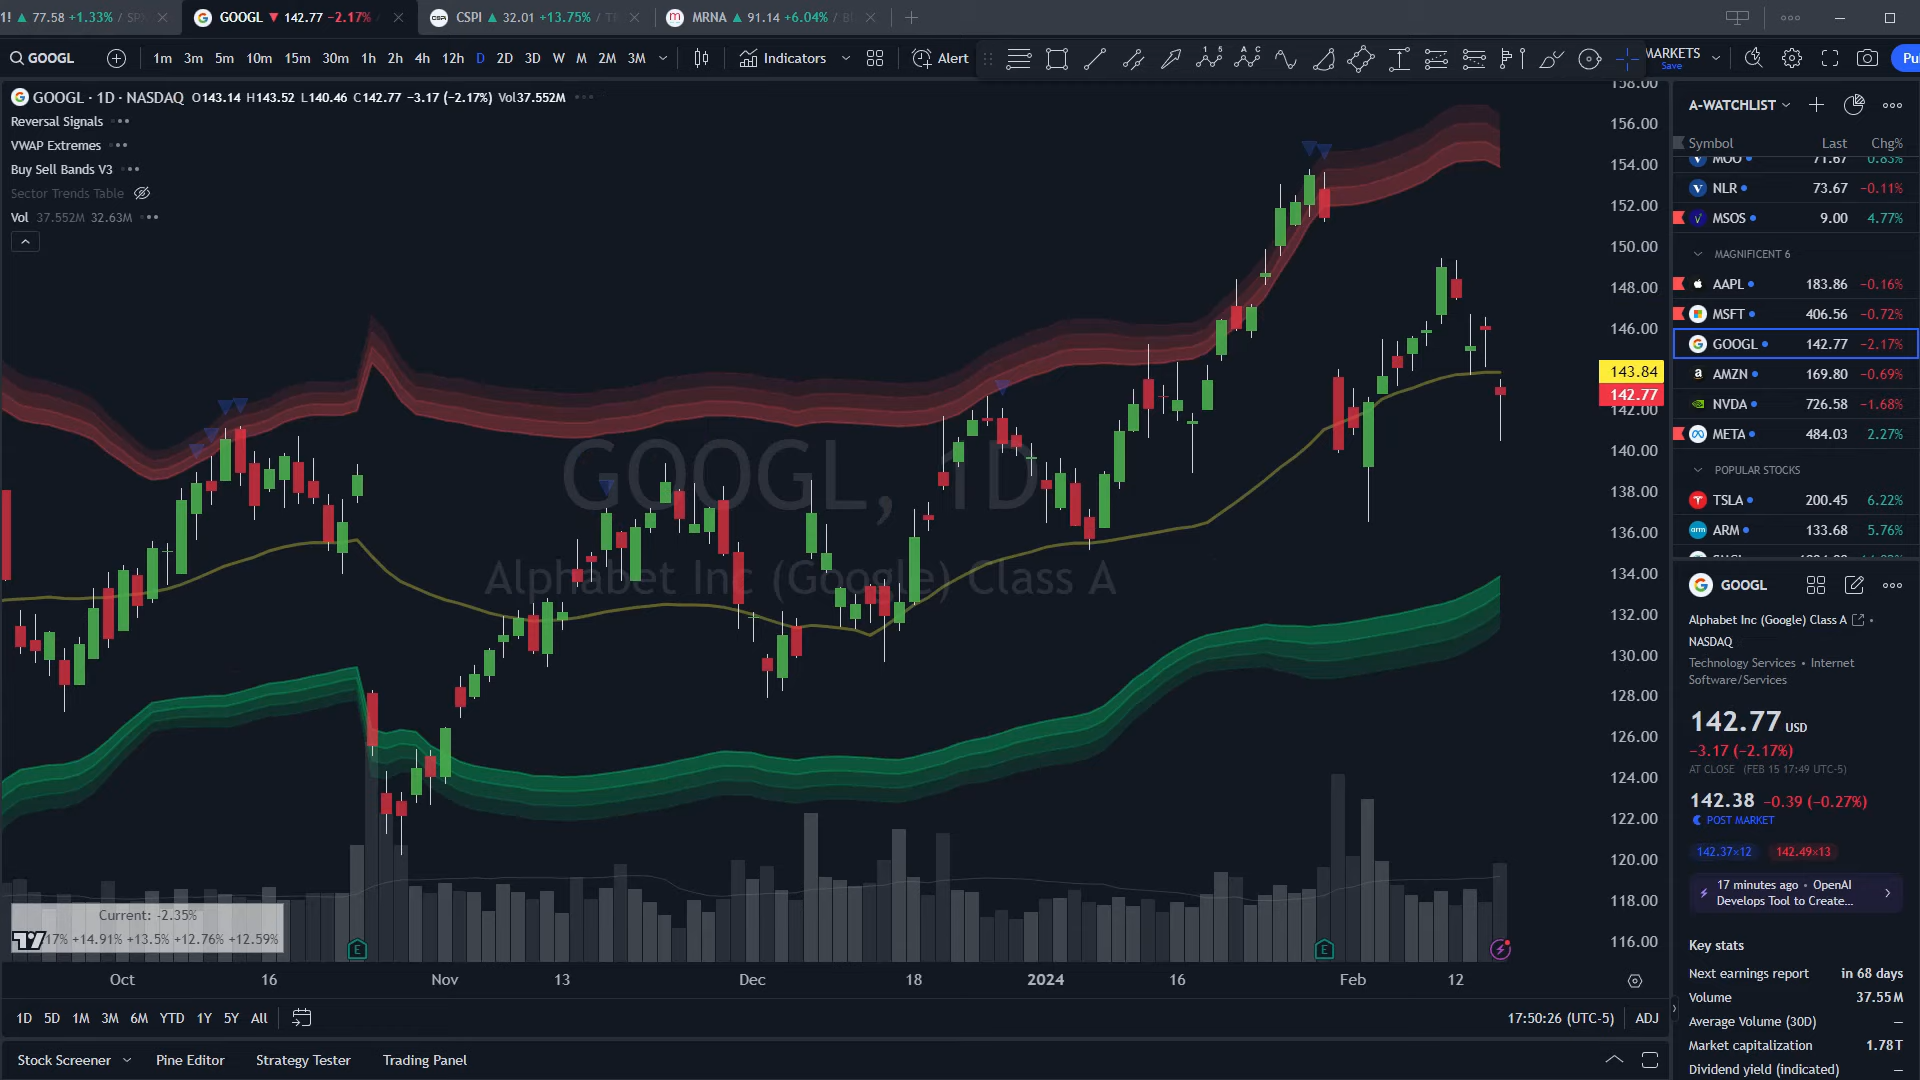 1! 77.58 +1.33% / SPX
GOOGL 142.77 −2.17% /
CSPI 32.01 +13.75% /
MRNA 91.14 +6.04% /
GOOGL
1m 3m 5m 10m 15m 30m 1h 2h 4h 12h D 2D 3D W M 2M 3M
Indicators
Alert
MARKETS
Save
Pu
GOOGL · 1D · NASDAQ O143.14 H143.52 L140.46 C142.77 −3.17 (−2.17%) Vol37.552M
Reversal Signals
VWAP Extremes
Buy Sell Bands V3
Sector Trends Table
Vol 37.552M 32.63M
GOOGL, 1D
Alphabet Inc (Google) Class A
158.00
156.00
154.00
152.00
150.00
148.00
146.00
143.84
142.77
142.00
140.00
138.00
136.00
134.00
132.00
130.00
128.00
126.00
124.00
122.00
120.00
118.00
116.00
Current: -2.35%
17% +14.91% +13.5% +12.76% +12.59%
E
E
Oct 16 Nov 13 Dec 18 2024 16 Feb 12
1D 5D 1M 3M 6M YTD 1Y 5Y All
17:50:26 (UTC-5) ADJ
Stock Screener Pine Editor Strategy Tester Trading Panel
A-WATCHLIST
Symbol Last Chg%
MOO 71.67 0.83%
NLR 73.67 −0.11%
MSOS 9.00 4.77%
MAGNIFICENT 6
AAPL 183.86 −0.16%
MSFT 406.56 −0.72%
GOOGL 142.77 −2.17%
AMZN 169.80 −0.69%
NVDA 726.58 −1.68%
META 484.03 2.27%
POPULAR STOCKS
TSLA 200.45 6.22%
ARM 133.68 5.76%
GOOGL
Alphabet Inc (Google) Class A
NASDAQ
Technology Services • Internet
Software/Services
142.77 USD
−3.17 (−2.17%)
AT CLOSE (FEB 15 17:49 UTC-5)
142.38 −0.39 (−0.27%)
POST MARKET
142.37×12 142.49×13
17 minutes ago • OpenAI
Develops Tool to Create...
Key stats
Next earnings report in 68 days
Volume 37.55M
Average Volume (30D) —
Market capitalization 1.78T
Dividend yield (indicated) —